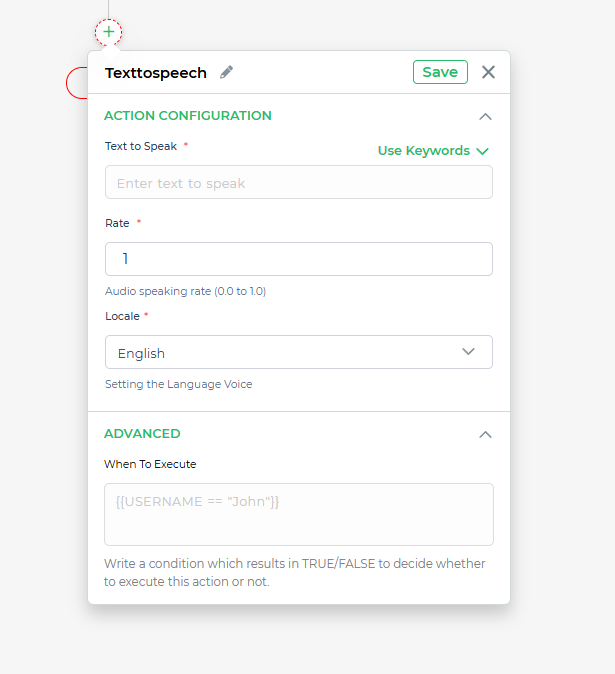 Texttospeech
Save
ACTION CONFIGURATION
Text to Speak *
Use Keywords
Enter text to speak
Rate *
1
Audio speaking rate (0.0 to 1.0)
Locale *
English
Setting the Language Voice
ADVANCED
When To Execute
{{USERNAME == "John"}}
Write a condition which results in TRUE/FALSE to decide whether
to execute this action or not.